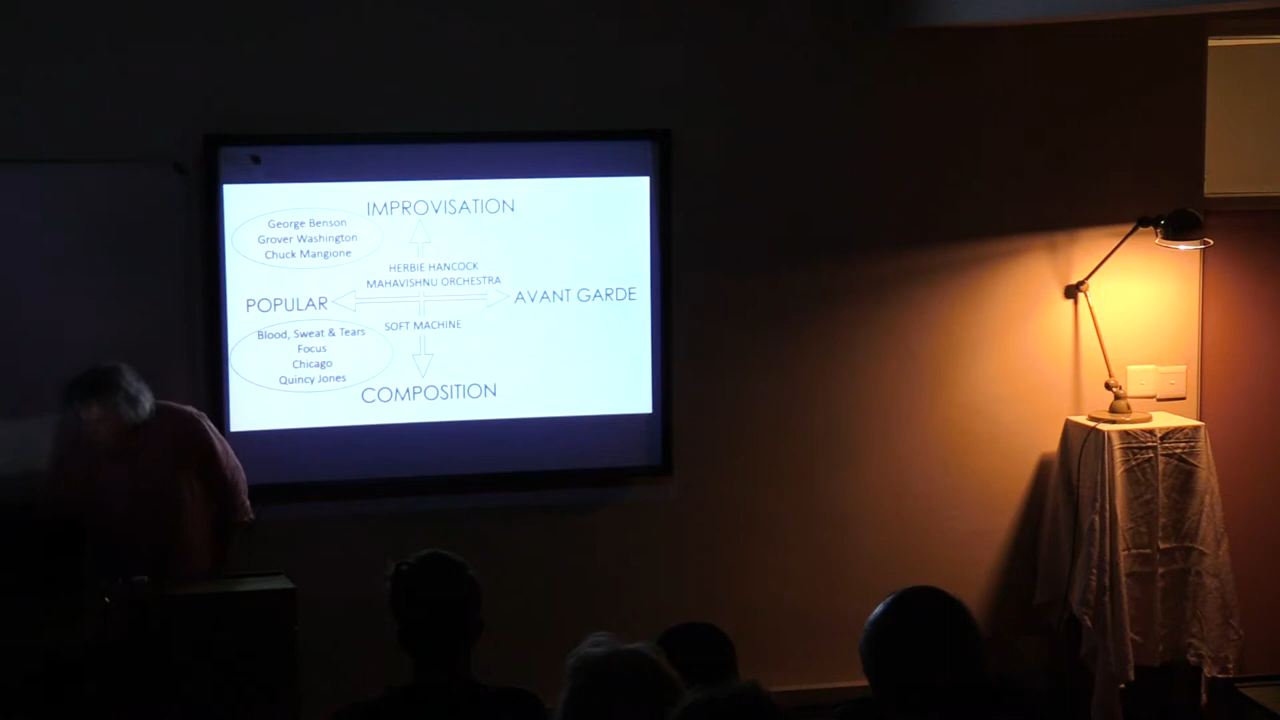 IMPROVISATION
George Benson
Grover Washington
Chuck Mangione
HERBIE HANCOCK
MAHAVISHNU ORCHESTRA
POPULAR
AVANT GARDE
SOFT MACHINE
Blood, Sweat & Tears
Focus
Chicago
Quincy Jones
COMPOSITION